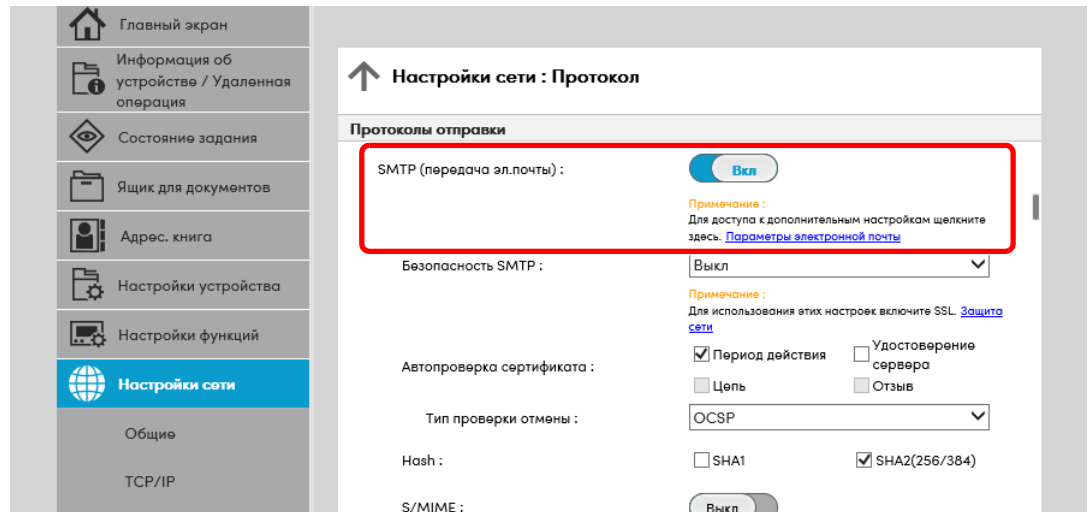 Главный экран
Информация об
устройстве / Удаленная
операция
Состояние задания
Ящик для документов
Адрес. книга
Настройки устройства
Настройки функций
Настройки сети
Общие
TCP/IP
Настройки сети : Протокол
Протоколы отправки
SMTP (передача эл.почты) :
Вкл
Примечание :
Для доступа к дополнительным настройкам щелкните
здесь. Параметры электронной почты
Безопасность SMTP :
Выкл
Примечание :
Для использования этих настроек включите SSL. Защита
сети
Автопроверка сертификата :
Период действия
Удостоверение
сервера
Цепь
Отзыв
Тип проверки отмены :
OCSP
Hash :
SHA1
SHA2(256/384)
S/MIME :
Выкл